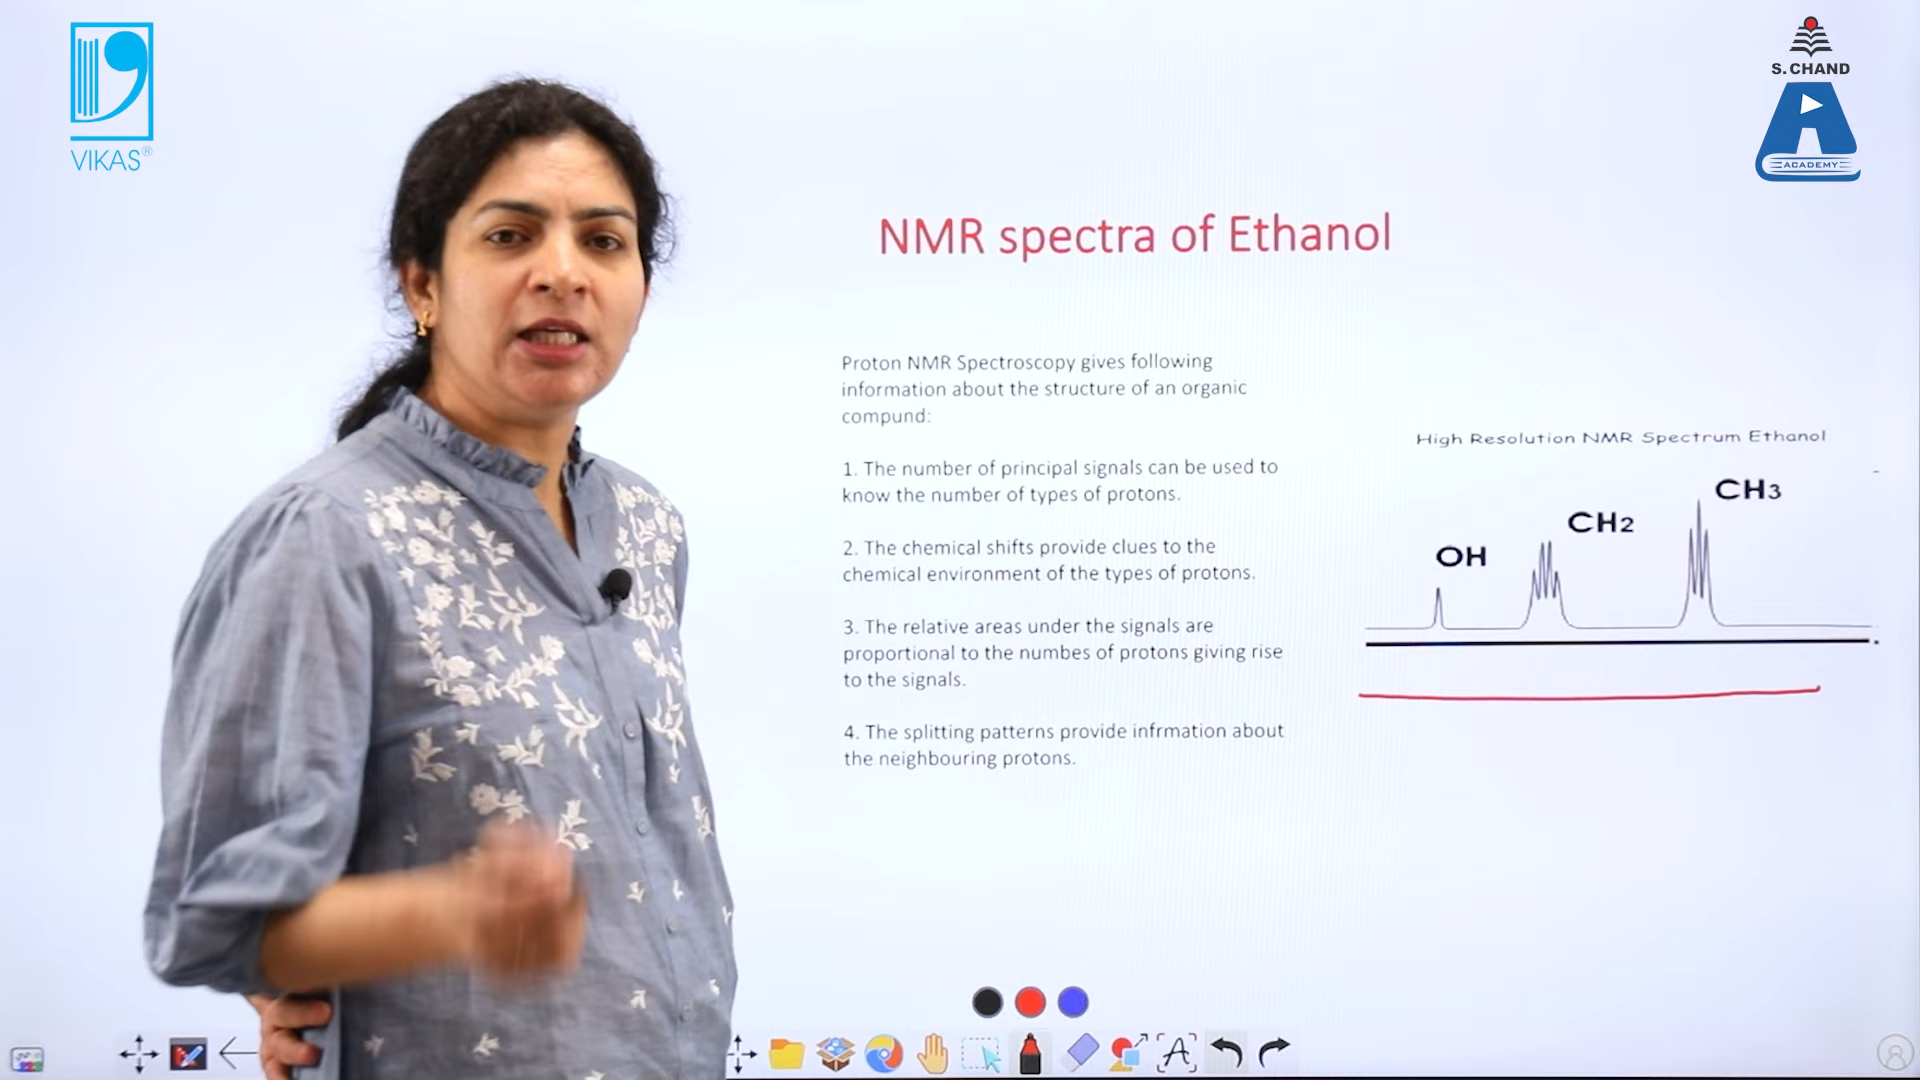 VIKAS®
S. CHAND
ACADEMY
NMR spectra of Ethanol
Proton NMR Spectroscopy gives following
information about the structure of an organic
compund:
1. The number of principal signals can be used to
know the number of types of protons.
2. The chemical shifts provide clues to the
chemical environment of the types of protons.
3. The relative areas under the signals are
proportional to the numbes of protons giving rise
to the signals.
4. The splitting patterns provide infrmation about
the neighbouring protons.
High Resolution NMR Spectrum Ethanol
OH
CH2
CH3
A